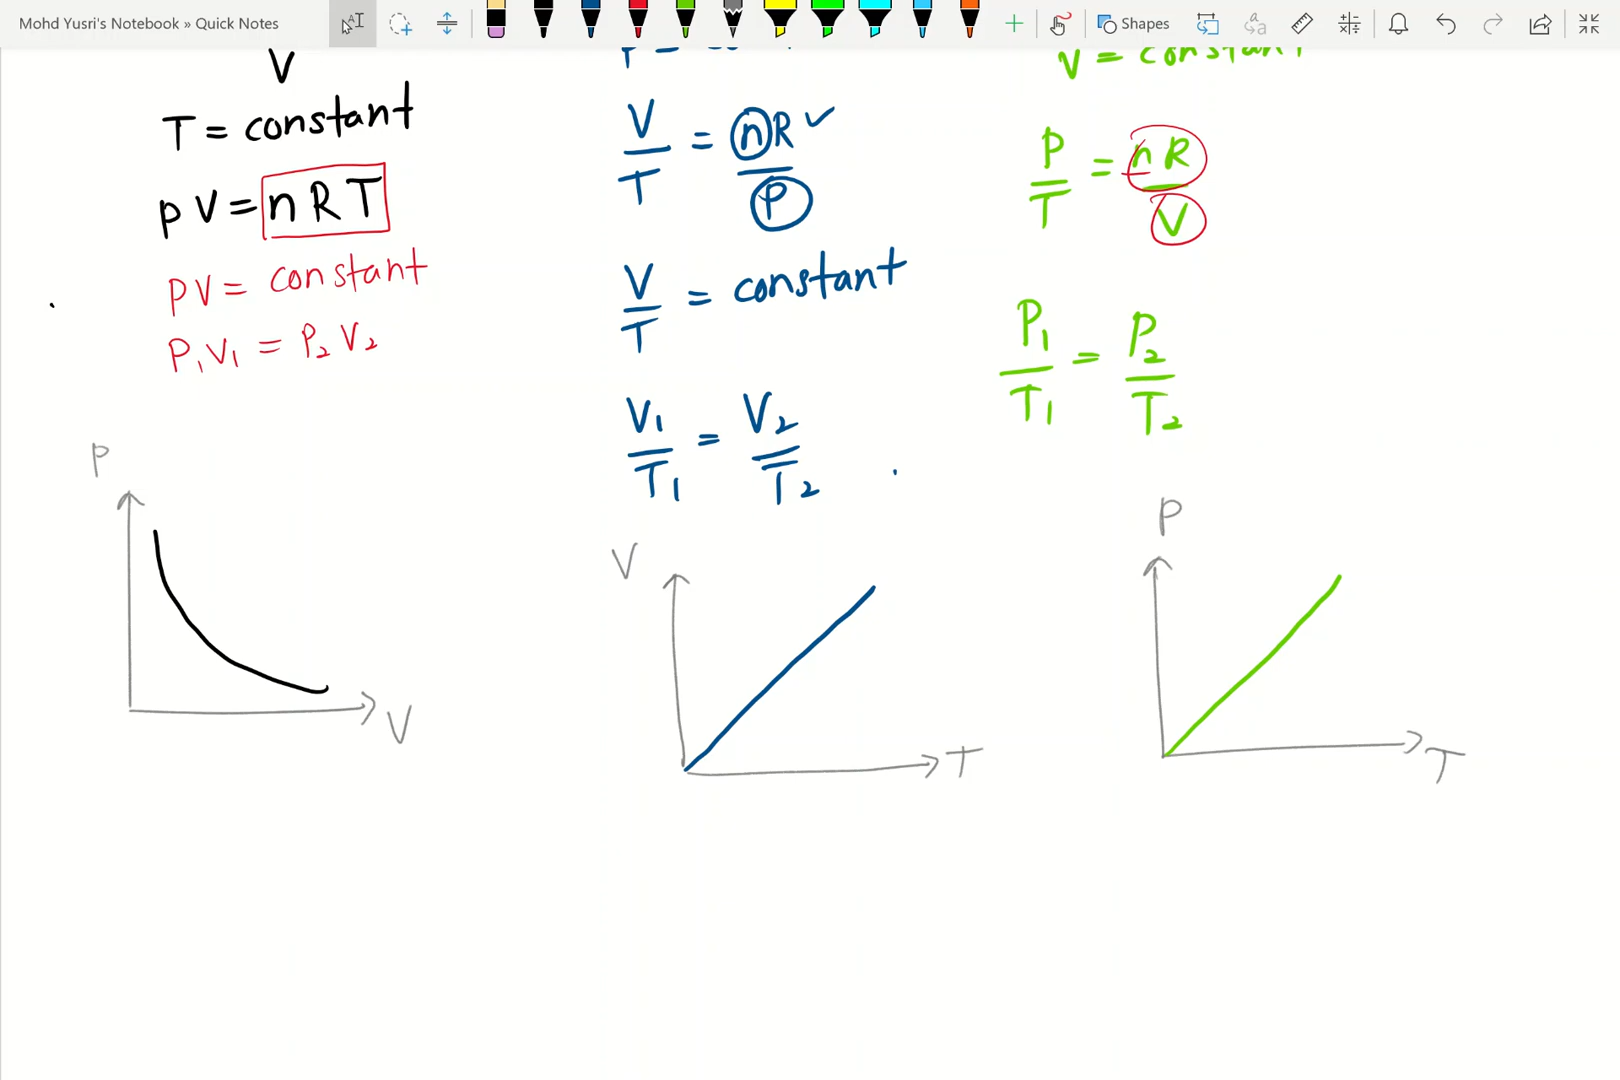 Mohd Yusri's Notebook » Quick Notes
Shapes
V
T = constant
pV = nRT
PV = constant
P₁V₁ = P₂V₂
P
V
V/T = nR/P ✓
V/T = constant
V₁/T₁ = V₂/T₂
V
T
V = constant
P/T = nR/V
P₁/T₁ = P₂/T₂
P
T